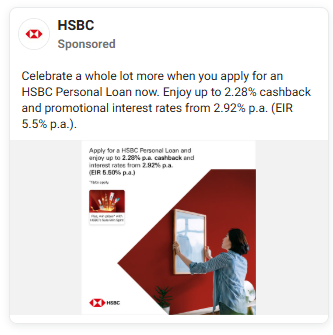 HSBC
Sponsored
Celebrate a whole lot more when you apply for an
HSBC Personal Loan now. Enjoy up to 2.28% cashback
and promotional interest rates from 2.92% p.a. (EIR
5.5% p.a.).
Apply for a HSBC Personal Loan and
enjoy up to 2.28% p.a. cashback and
interest rates from 2.92% p.a.
(EIR 5.50% p.a.)
HSBC